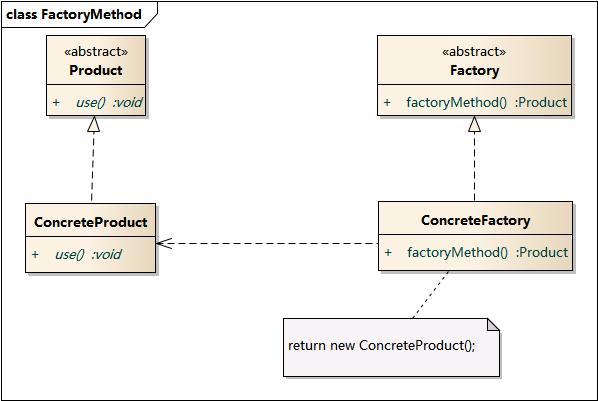 class FactoryMethod
«abstract»
Product
+ use() :void
«abstract»
Factory
+ factoryMethod() :Product
ConcreteProduct
+ use() :void
ConcreteFactory
+ factoryMethod() :Product
return new ConcreteProduct();